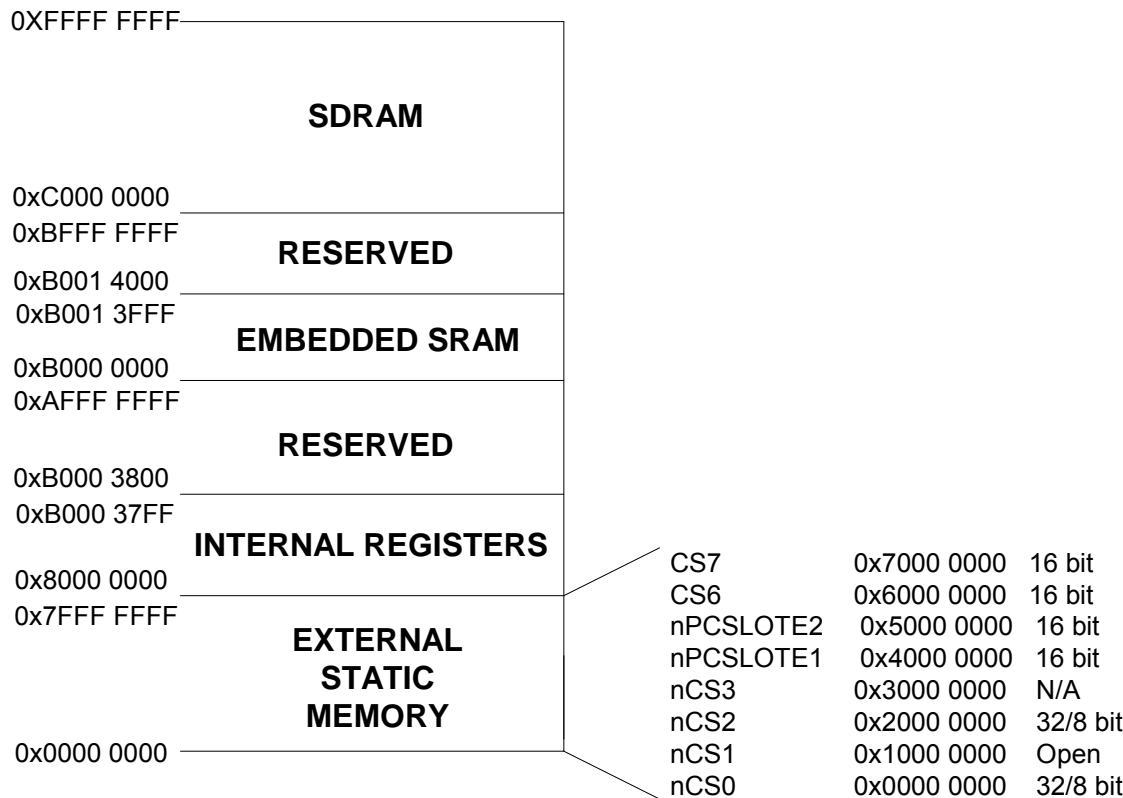 0XFFFF FFFF
SDRAM
0xC000 0000
0xBFFF FFFF
RESERVED
0xB001 4000
0xB001 3FFF
EMBEDDED SRAM
0xB000 0000
0xAFFF FFFF
RESERVED
0xB000 3800
0xB000 37FF
INTERNAL REGISTERS
0x8000 0000
0x7FFF FFFF
EXTERNAL
STATIC
MEMORY
0x0000 0000
CS7 0x7000 0000 16 bit
CS6 0x6000 0000 16 bit
nPCSLOTE2 0x5000 0000 16 bit
nPCSLOTE1 0x4000 0000 16 bit
nCS3 0x3000 0000 N/A
nCS2 0x2000 0000 32/8 bit
nCS1 0x1000 0000 Open
nCS0 0x0000 0000 32/8 bit